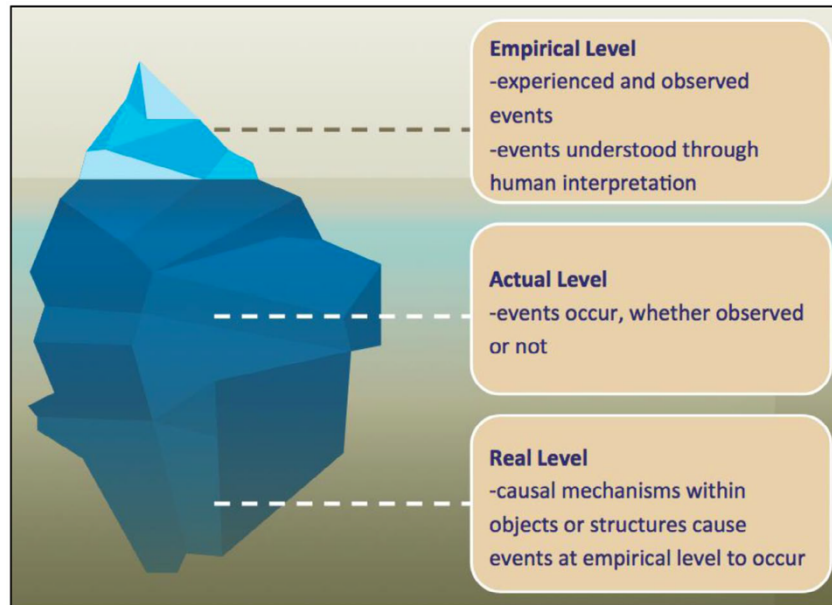 Empirical Level
-experienced and observed
events
-events understood through
human interpretation
Actual Level
-events occur, whether observed
or not
Real Level
-causal mechanisms within
objects or structures cause
events at empirical level to occur